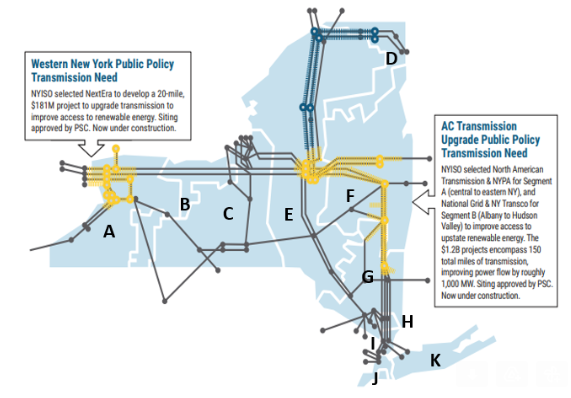 Western New York Public Policy
Transmission Need
NYISO selected NextEra to develop a 20-mile,
$181M project to upgrade transmission to
improve access to renewable energy. Siting
approved by PSC. Now under construction.
D
AC Transmission
Upgrade Public Policy
Transmission Need
NYISO selected North American
Transmission & NYPA for Segment
A (central to eastern NY), and
National Grid & NY Transco for
Segment B (Albany to Hudson
Valley) to improve access to
upstate renewable energy. The
$1.2B projects encompass 150
total miles of transmission,
improving power flow by roughly
1,000 MW. Siting approved by PSC.
Now under construction.
A
B
C
E
F
G
H
I
J
K